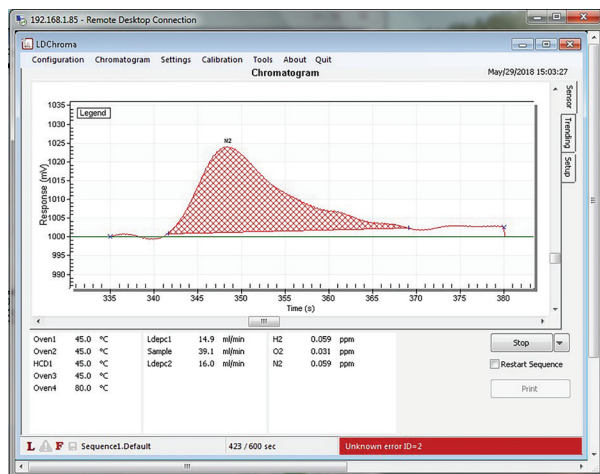 192.168.1.85 - Remote Desktop Connection
LDChroma
Configuration Chromatogram Settings Calibration Tools About Quit
Chromatogram May/29/2018 15:03:27
Sensor
Trending
Setup
Legend
N2
Response (mV)
1035
1030
1025
1020
1015
1010
1005
1000
995
990
335 340 345 350 355 360 365 370 375 380
Time (s)
Oven1 45.0 °C Ldepc1 14.9 ml/min H2 0.059 ppm
Oven2 45.0 °C Sample 39.1 ml/min O2 0.031 ppm
HCD1 45.0 °C Ldepc2 16.0 ml/min N2 0.059 ppm
Oven3 45.0 °C
Oven4 80.0 °C
Stop
Restart Sequence
Print
L F Sequence1.Default 423 / 600 sec Unknown error ID=2